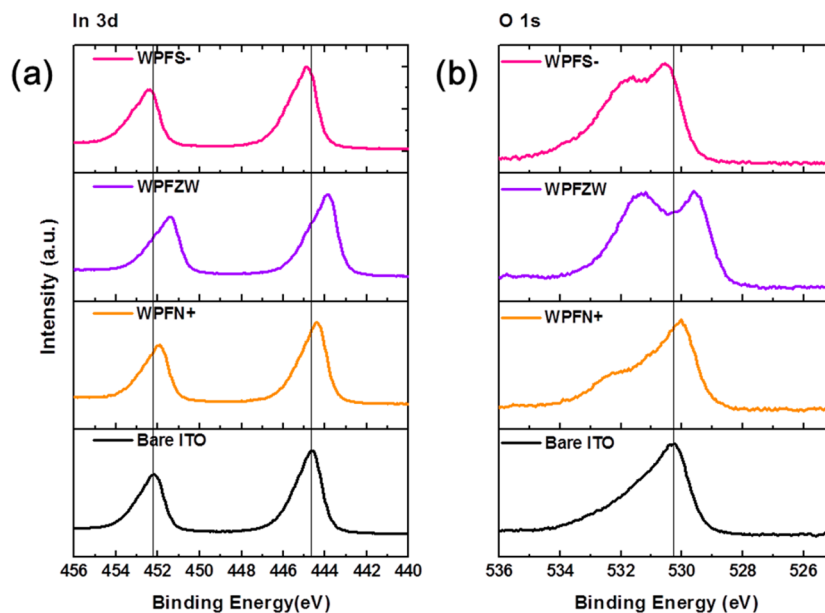 In 3d
O 1s
(a)
WPFS-
WPFZW
WPFN+
Bare ITO
Intensity (a.u.)
456 454 452 450 448 446 444 442 440
Binding Energy(eV)
(b)
WPFS-
WPFZW
WPFN+
Bare ITO
536 534 532 530 528 526
Binding Energy (eV)